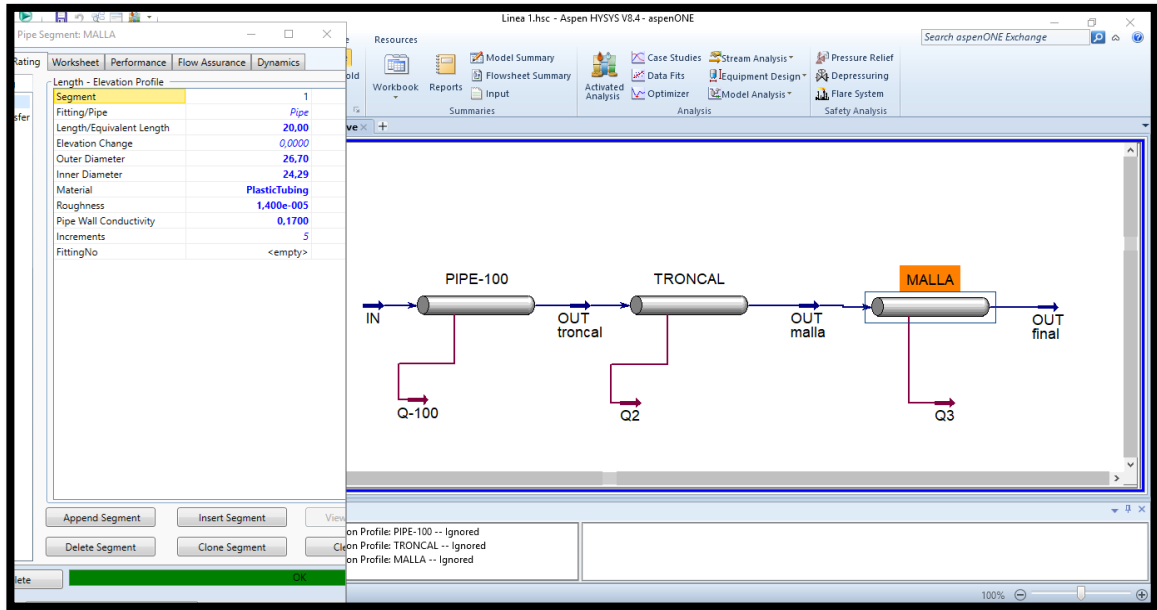 Linea 1.hsc - Aspen HYSYS V8.4 - aspenONE
Pipe Segment: MALLA
Resources
Search aspenONE Exchange
Rating Worksheet Performance Flow Assurance Dynamics
Workbook Reports
Model Summary
Flowsheet Summary
Input
Summaries
Activated Analysis
Case Studies Stream Analysis
Data Fits Equipment Design
Optimizer Model Analysis
Analysis
Pressure Relief
Depressuring
Flare System
Safety Analysis
Length - Elevation Profile
Segment 1
Fitting/Pipe Pipe
Length/Equivalent Length 20,00
Elevation Change 0,0000
Outer Diameter 26,70
Inner Diameter 24,29
Material PlasticTubing
Roughness 1,400e-005
Pipe Wall Conductivity 0,1700
Increments 5
FittingNo <empty>
PIPE-100 TRONCAL MALLA
IN
OUT
troncal
OUT
malla
OUT
final
Q-100
Q2
Q3
Append Segment Insert Segment View
Delete Segment Clone Segment Cle
on Profile: PIPE-100 -- Ignored
on Profile: TRONCAL -- Ignored
on Profile: MALLA -- Ignored
lete
OK
100%